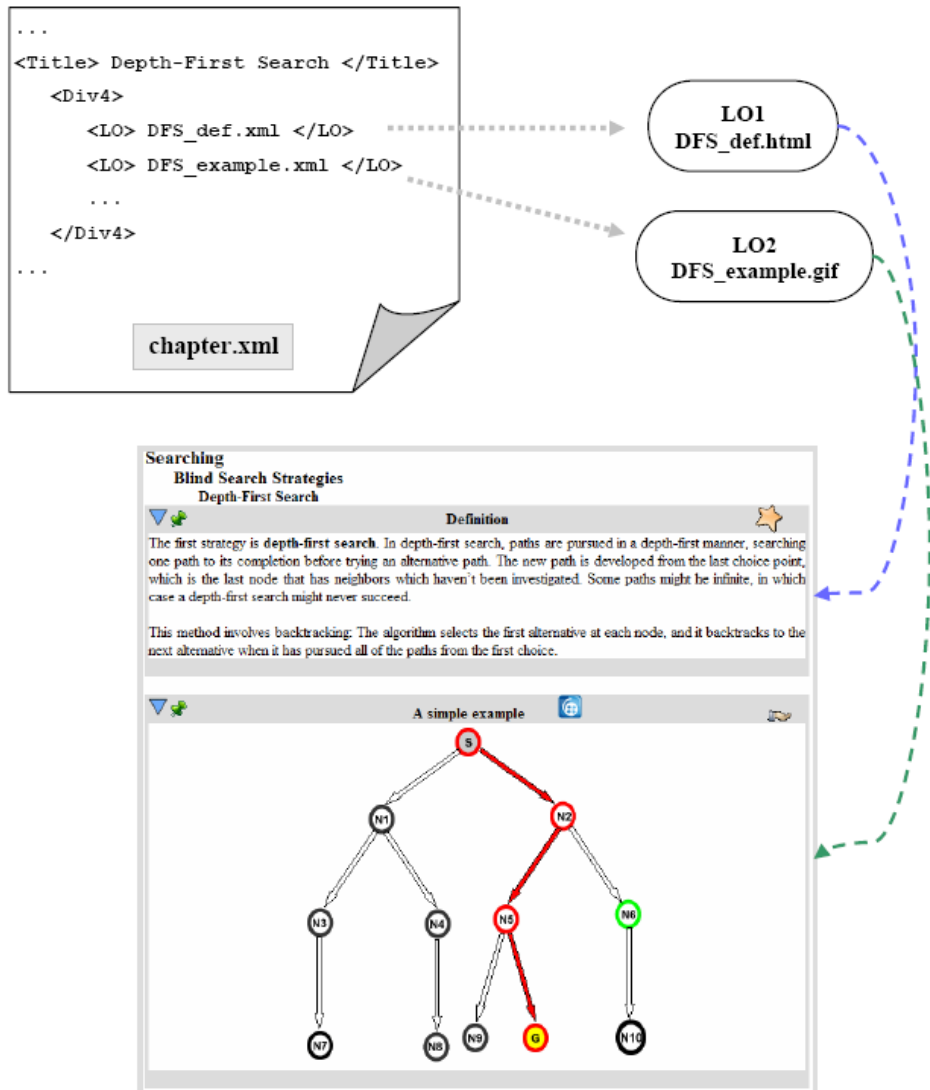 ...
<Title> Depth-First Search </Title>
<Div4>
<LO> DFS_def.xml </LO>
<LO> DFS_example.xml </LO>
...
</Div4>
...
chapter.xml
LO1
DFS_def.html
LO2
DFS_example.gif
Searching
Blind Search Strategies
Depth-First Search
Definition
The first strategy is depth-first search. In depth-first search, paths are pursued in a depth-first manner, searching
one path to its completion before trying an alternative path. The new path is developed from the last choice point,
which is the last node that has neighbors which haven't been investigated. Some paths might be infinite, in which
case a depth-first search might never succeed.
This method involves backtracking: The algorithm selects the first alternative at each node, and it backtracks to the
next alternative when it has pursued all of the paths from the first choice.
A simple example
S
N1
N2
N3
N4
N5
N6
N7
N8
N9
G
N10